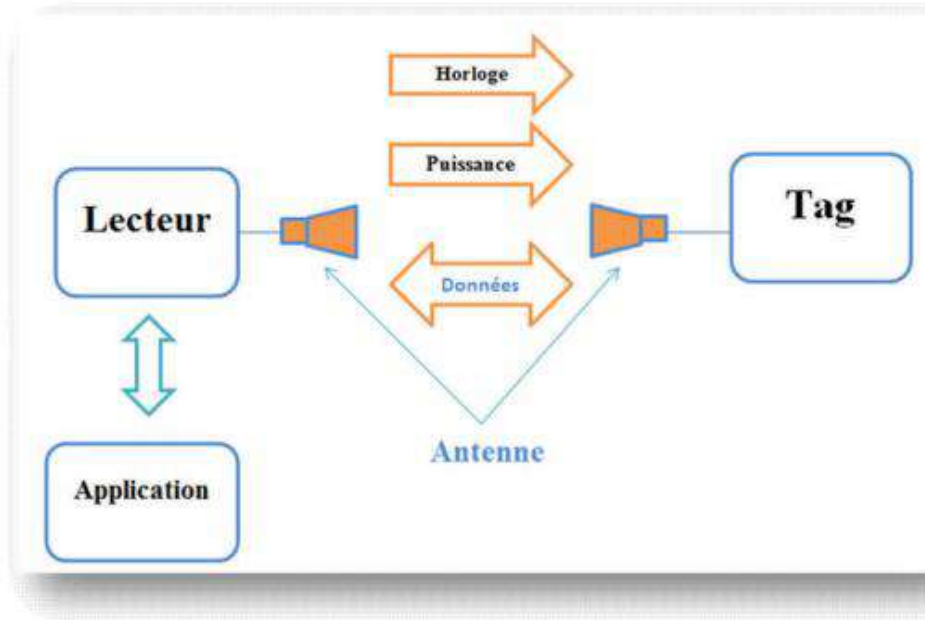 Horloge
Puissance
Lecteur
Tag
Données
Antenne
Application